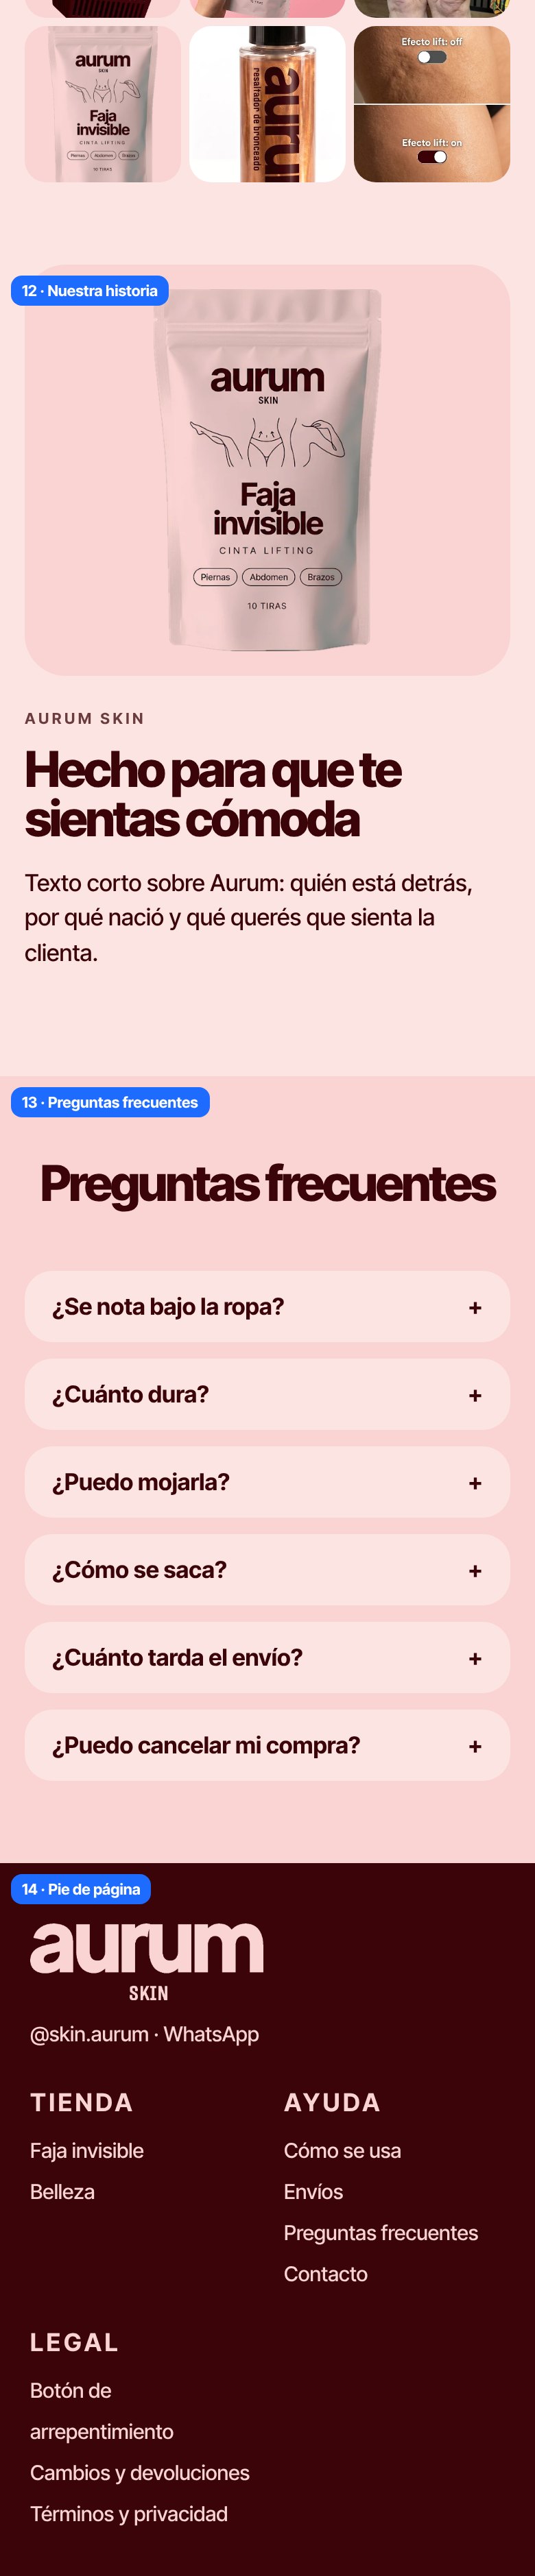 aurum
SKIN
Faja
invisible
CINTA LIFTING
Piernas Abdomen Brazos
10 TIRAS
resaltador de bronceado
aurum
Efecto lift: off
Efecto lift: on
12 · Nuestra historia
aurum
SKIN
Faja
invisible
CINTA LIFTING
Piernas Abdomen Brazos
10 TIRAS
AURUM SKIN
Hecho para que te
sientas cómoda
Texto corto sobre Aurum: quién está detrás,
por qué nació y qué querés que sienta la
clienta.
13 · Preguntas frecuentes
Preguntas frecuentes
¿Se nota bajo la ropa? +
¿Cuánto dura? +
¿Puedo mojarla? +
¿Cómo se saca? +
¿Cuánto tarda el envío? +
¿Puedo cancelar mi compra? +
14 · Pie de página
aurum
SKIN
@skin.aurum · WhatsApp
TIENDA
Faja invisible
Belleza
AYUDA
Cómo se usa
Envíos
Preguntas frecuentes
Contacto
LEGAL
Botón de
arrepentimiento
Cambios y devoluciones
Términos y privacidad